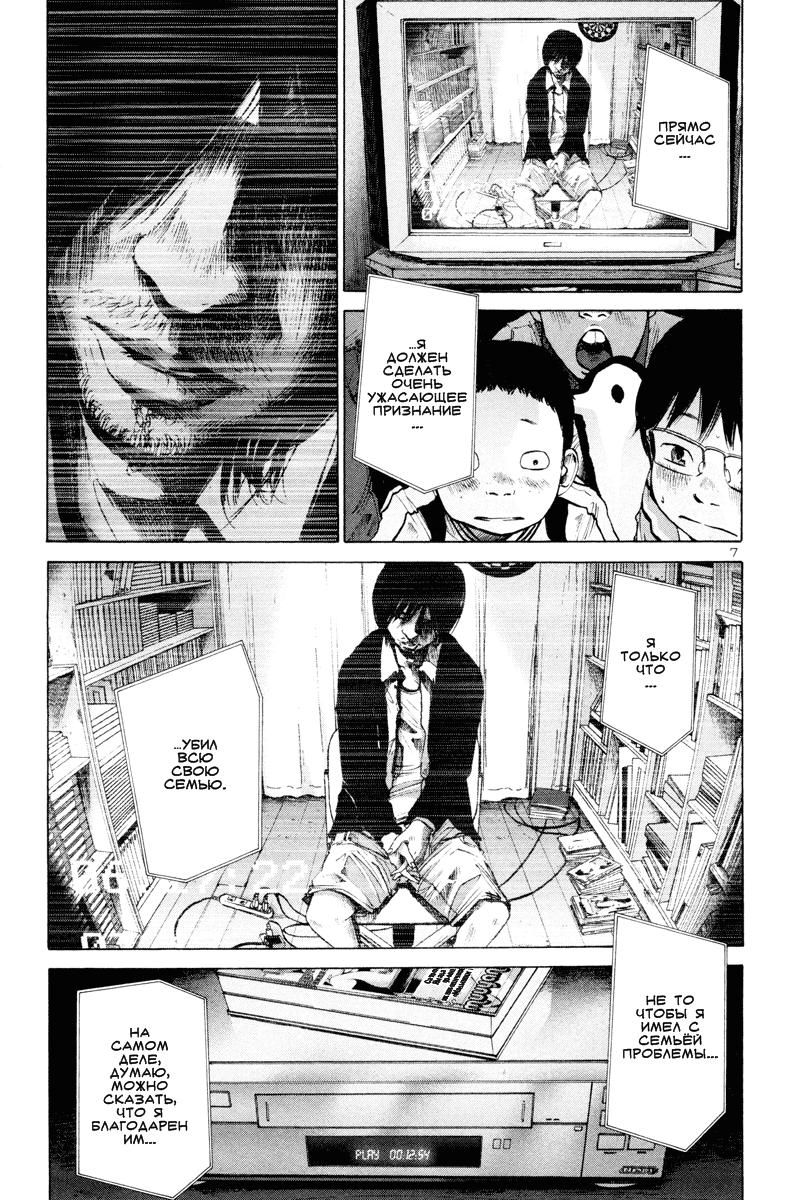 ПРЯМО
СЕЙЧАС
...
...Я
ДОЛЖЕН
СДЕЛАТЬ
ОЧЕНЬ
УЖАСАЮЩЕЕ
ПРИЗНАНИЕ
...
7
Я
ТОЛЬКО
ЧТО
...
...УБИЛ
ВСЮ
СВОЮ
СЕМЬЮ.
НЕ ТО
ЧТОБЫ Я
ИМЕЛ С
СЕМЬЁЙ
ПРОБЛЕМЫ...
НА
САМОМ
ДЕЛЕ,
ДУМАЮ,
МОЖНО
СКАЗАТЬ,
ЧТО Я
БЛАГОДАРЕН
ИМ...
PLAY 00:12:54